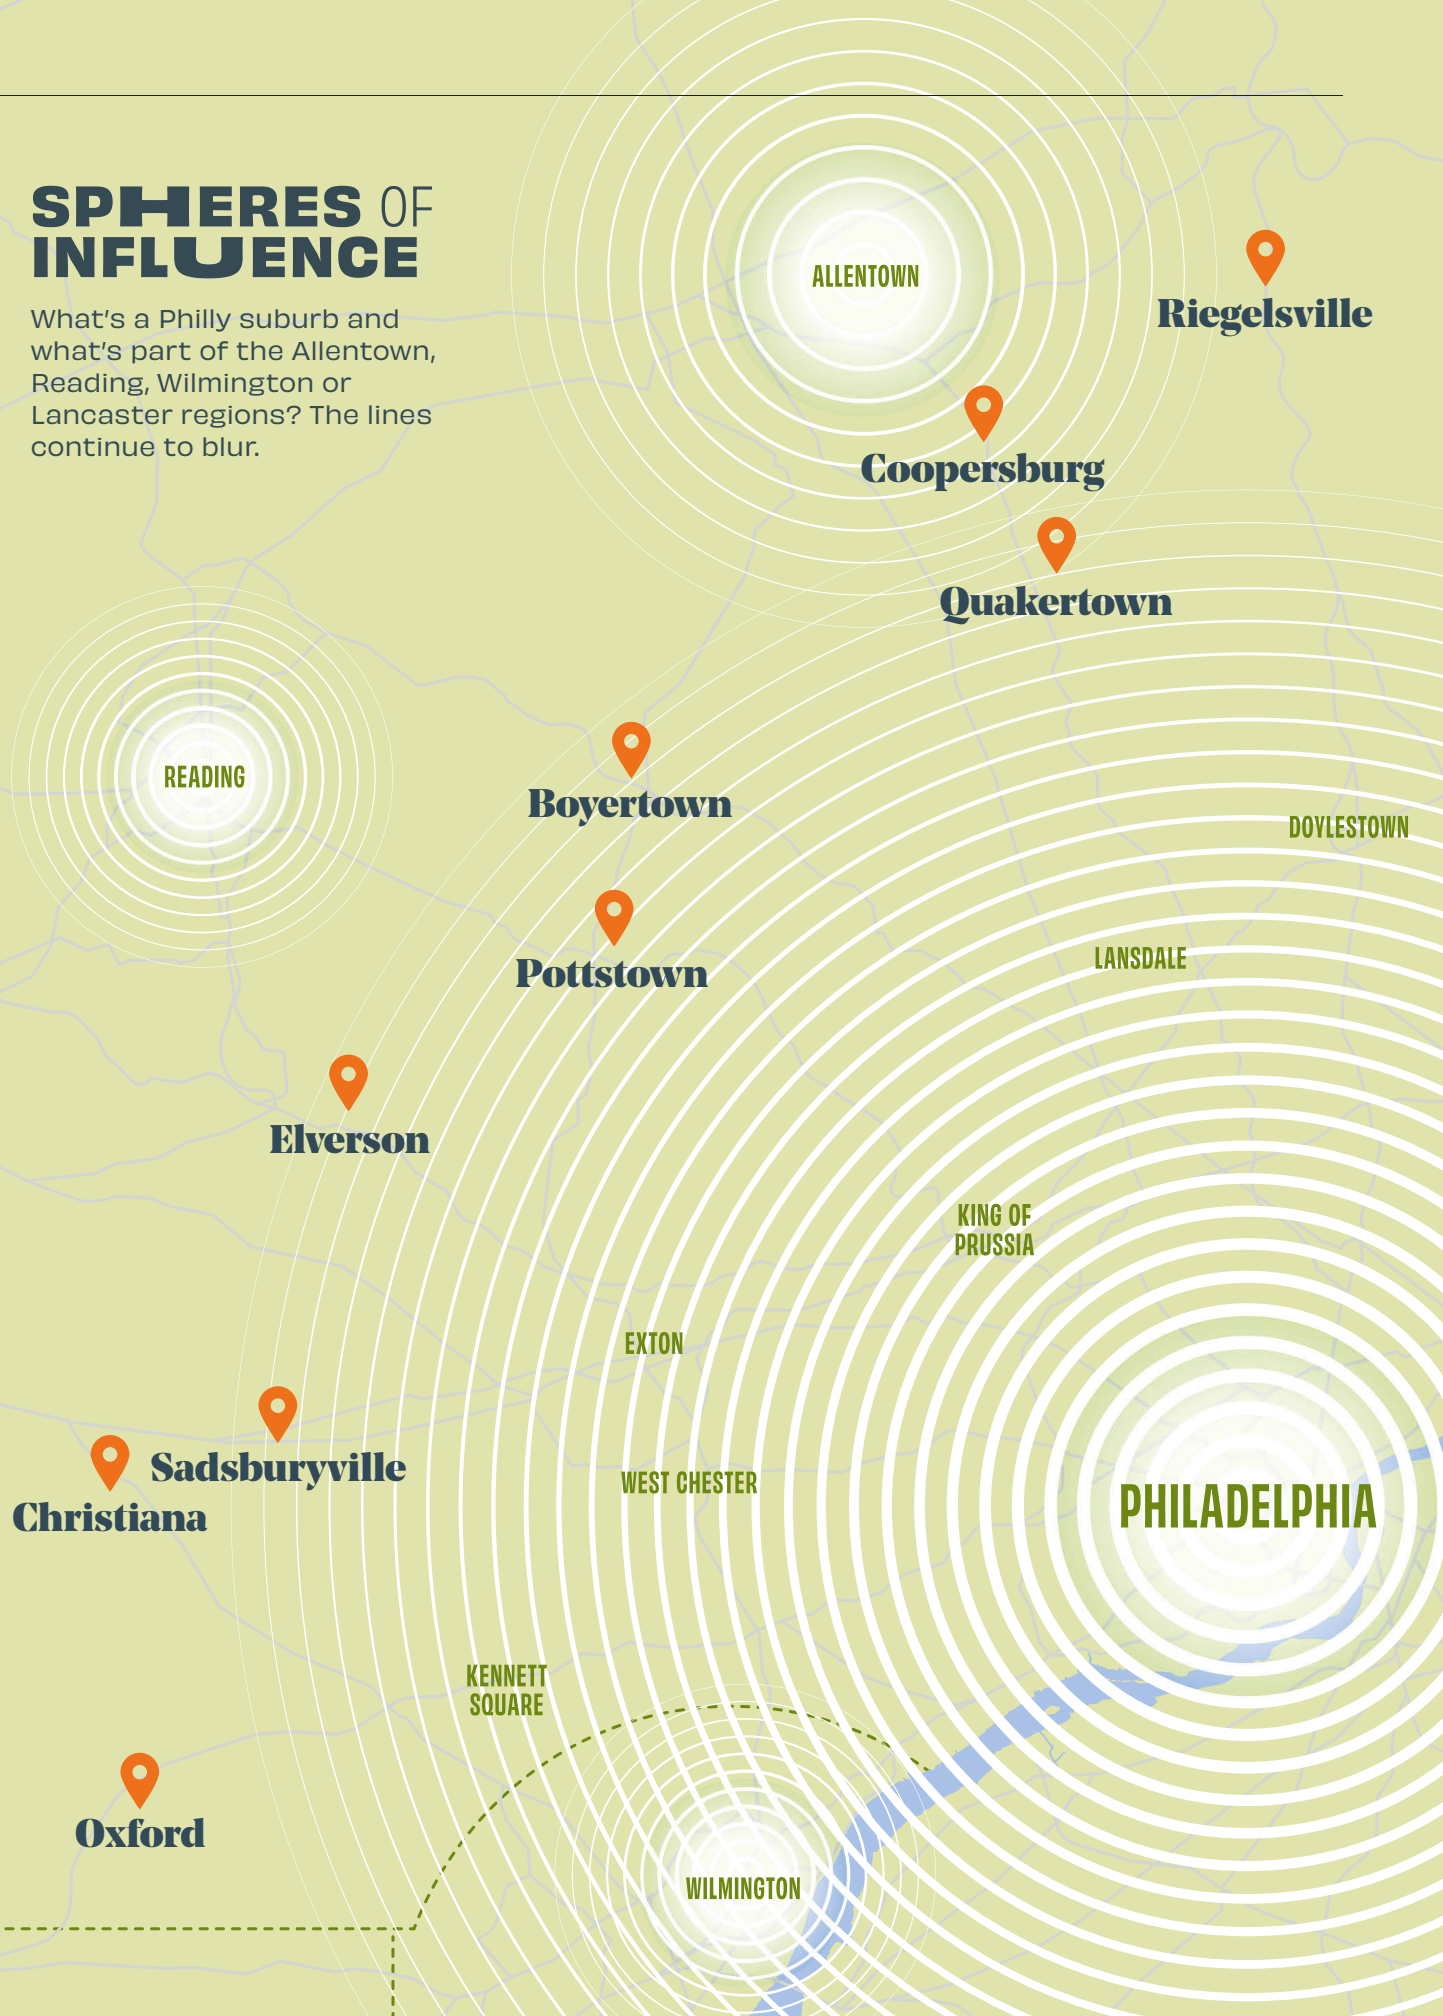 SPHERES OF
INFLUENCE
What's a Philly suburb and
what's part of the Allentown,
Reading, Wilmington or
Lancaster regions? The lines
continue to blur.
ALLENTOWN
Riegelsville
Coopersburg
Quakertown
READING
Boyertown
DOYLESTOWN
LANSDALE
Pottstown
Elverson
KING OF
PRUSSIA
EXTON
Sadsburyville
WEST CHESTER
Christiana
PHILADELPHIA
KENNETT
SQUARE
Oxford
WILMINGTON